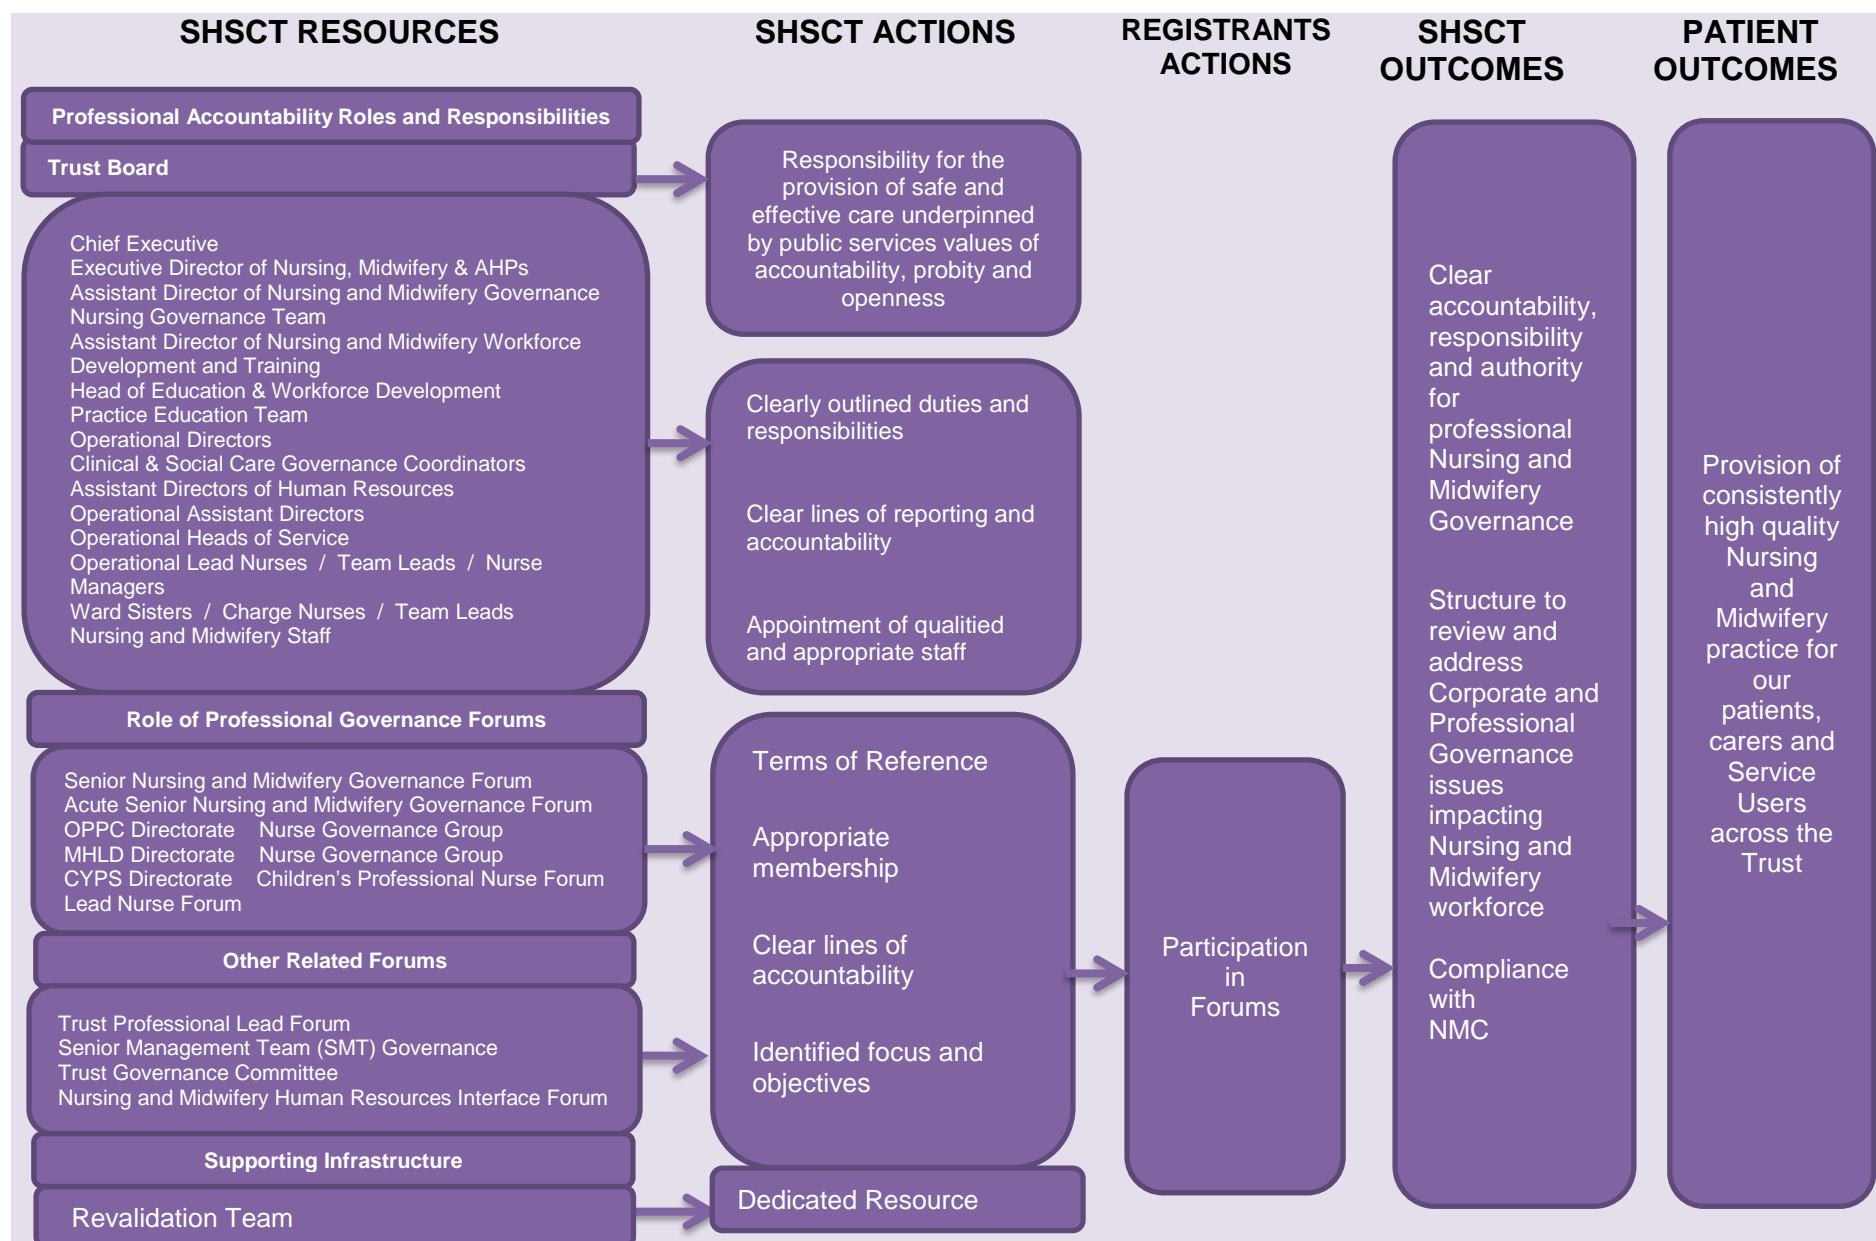 SHSCT RESOURCES
SHSCT ACTIONS
REGISTRANTS
ACTIONS
SHSCT
OUTCOMES
PATIENT
OUTCOMES
Professional Accountability Roles and Responsibilities
Trust Board
Chief Executive
Executive Director of Nursing, Midwifery & AHPs
Assistant Director of Nursing and Midwifery Governance
Nursing Governance Team
Assistant Director of Nursing and Midwifery Workforce
Development and Training
Head of Education & Workforce Development
Practice Education Team
Operational Directors
Clinical & Social Care Governance Coordinators
Assistant Directors of Human Resources
Operational Assistant Directors
Operational Heads of Service
Operational Lead Nurses / Team Leads / Nurse
Managers
Ward Sisters / Charge Nurses / Team Leads
Nursing and Midwifery Staff
Role of Professional Governance Forums
Senior Nursing and Midwifery Governance Forum
Acute Senior Nursing and Midwifery Governance Forum
OPPC Directorate Nurse Governance Group
MHLD Directorate Nurse Governance Group
CYPS Directorate Children's Professional Nurse Forum
Lead Nurse Forum
Other Related Forums
Trust Professional Lead Forum
Senior Management Team (SMT) Governance
Trust Governance Committee
Nursing and Midwifery Human Resources Interface Forum
Supporting Infrastructure
Revalidation Team
Responsibility for the
provision of safe and
effective care underpinned
by public services values of
accountability, probity and
openness
Clearly outlined duties and
responsibilities
Clear lines of reporting and
accountability
Appointment of qualitied
and appropriate staff
Terms of Reference
Appropriate
membership
Clear lines of
accountability
Identified focus and
objectives
Dedicated Resource
Participation
in
Forums
Clear
accountability,
responsibility
and authority
for
professional
Nursing and
Midwifery
Governance
Structure to
review and
address
Corporate and
Professional
Governance
issues
impacting
Nursing and
Midwifery
workforce
Compliance
with
NMC
Provision of
consistently
high quality
Nursing
and
Midwifery
practice for
our
patients,
carers and
Service
Users
across the
Trust